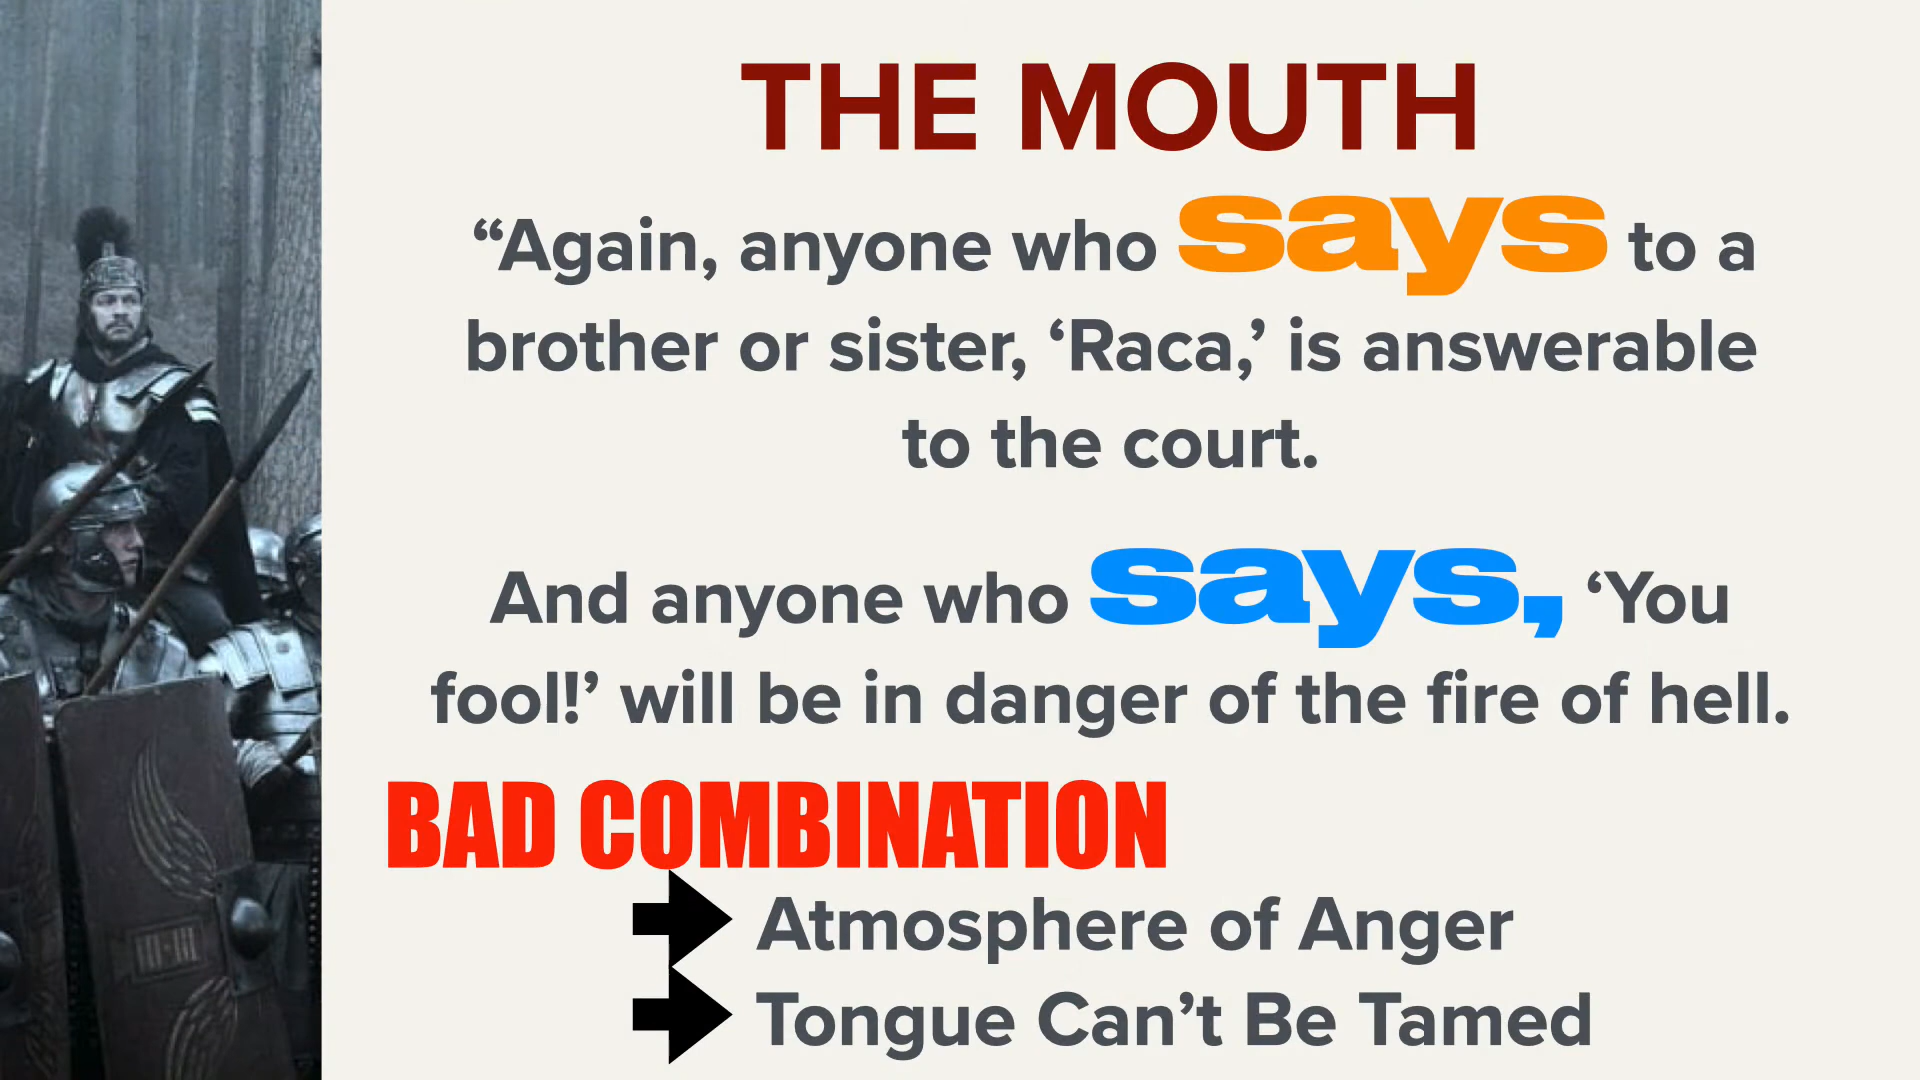 THE MOUTH
“Again, anyone who says to a
brother or sister, ‘Raca,’ is answerable
to the court.
And anyone who says, ‘You
fool!’ will be in danger of the fire of hell.
BAD COMBINATION
Atmosphere of Anger
Tongue Can’t Be Tamed